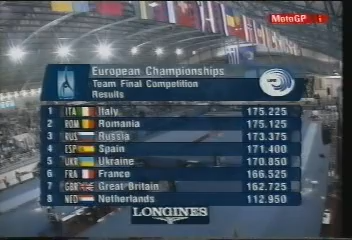 MotoGP
European Championships
Team Final Competition
Results
1 ITA Italy 175.225
2 ROM Romania 175.125
3 RUS Russia 173.375
4 ESP Spain 171.400
5 UKR Ukraine 170.850
6 FRA France 166.525
7 GBR Great Britain 162.725
8 NED Netherlands 112.950
LONGINES